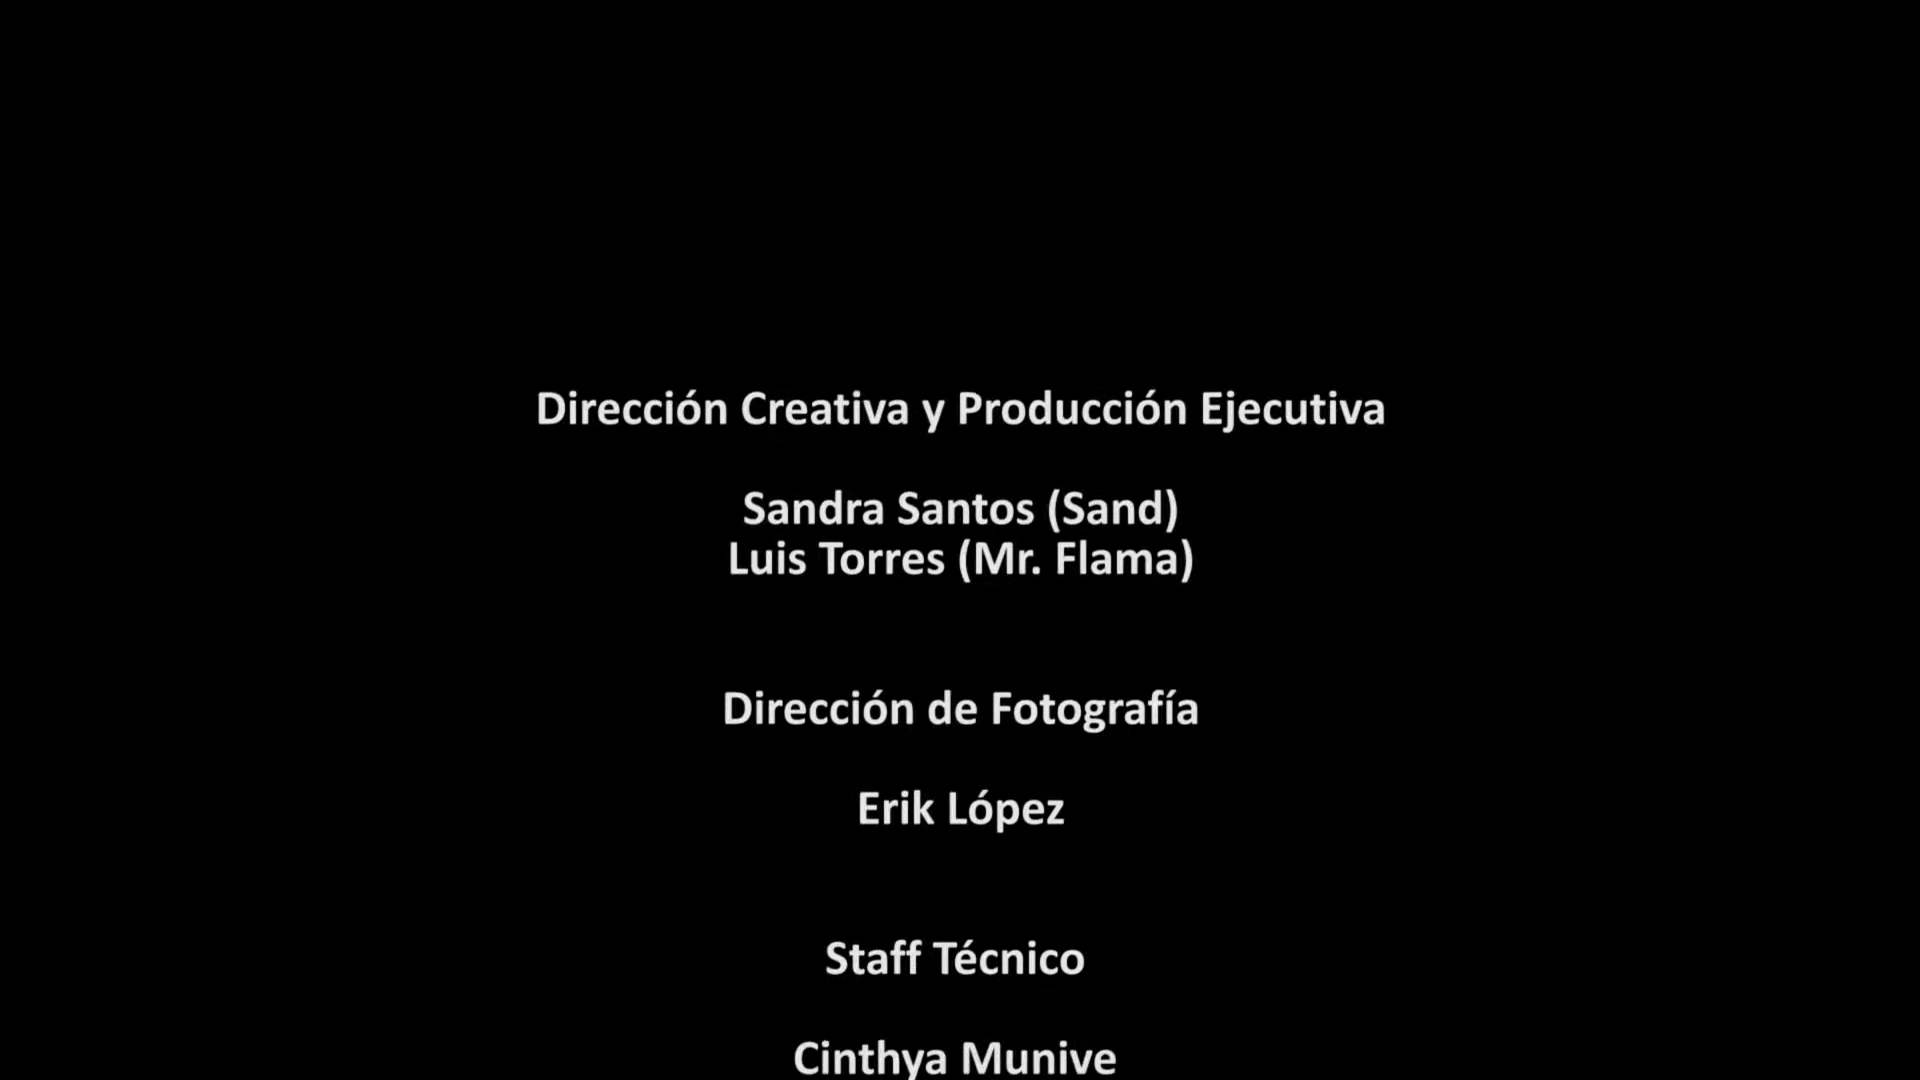 Dirección Creativa y Producción Ejecutiva
Sandra Santos (Sand)
Luis Torres (Mr. Flama)
Dirección de Fotografía
Erik López
Staff Técnico
Cinthya Munive